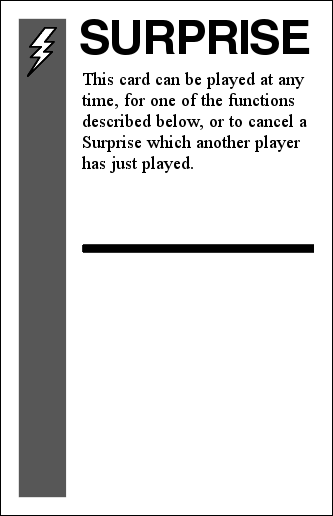 SURPRISE
This card can be played at any
time, for one of the functions
described below, or to cancel a
Surprise which another player
has just played.